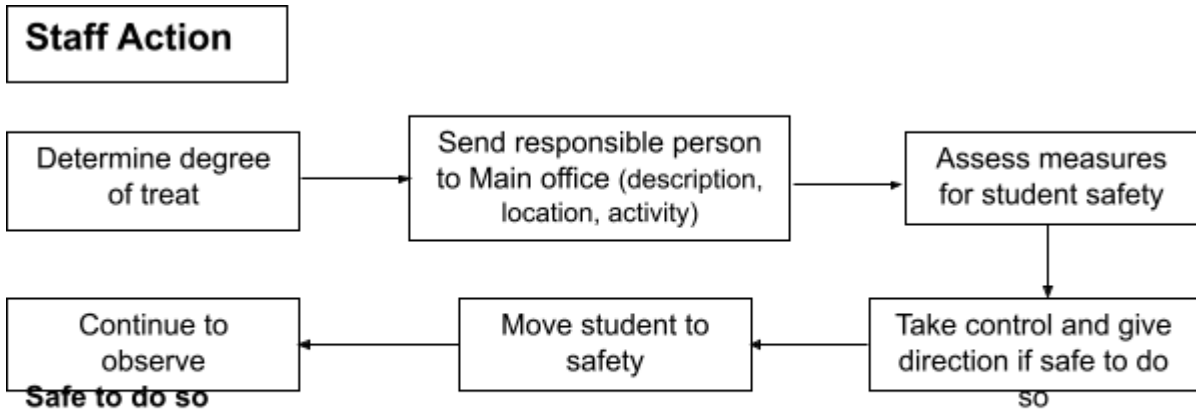 Staff Action
Determine degree
of treat
Send responsible person
to Main office (description,
location, activity)
Assess measures
for student safety
Take control and give
direction if safe to do
so
Move student to
safety
Continue to
observe
Safe to do so